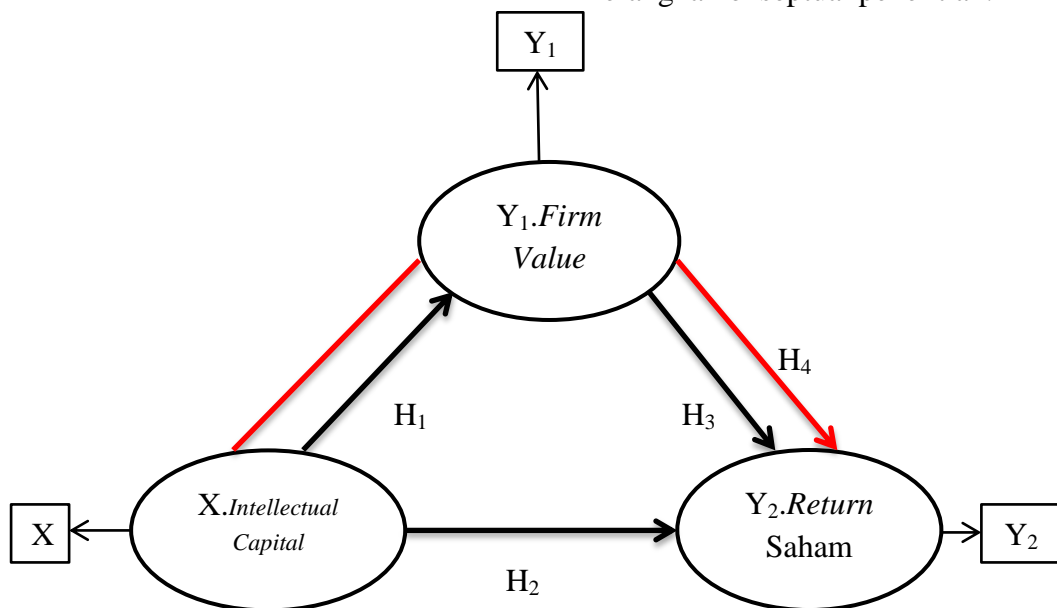 Y₁
Y₁.Firm
Value
H₄
H₁
H₃
X.Intellectual
Capital
Y₂.Return
Saham
X
Y₂
H₂